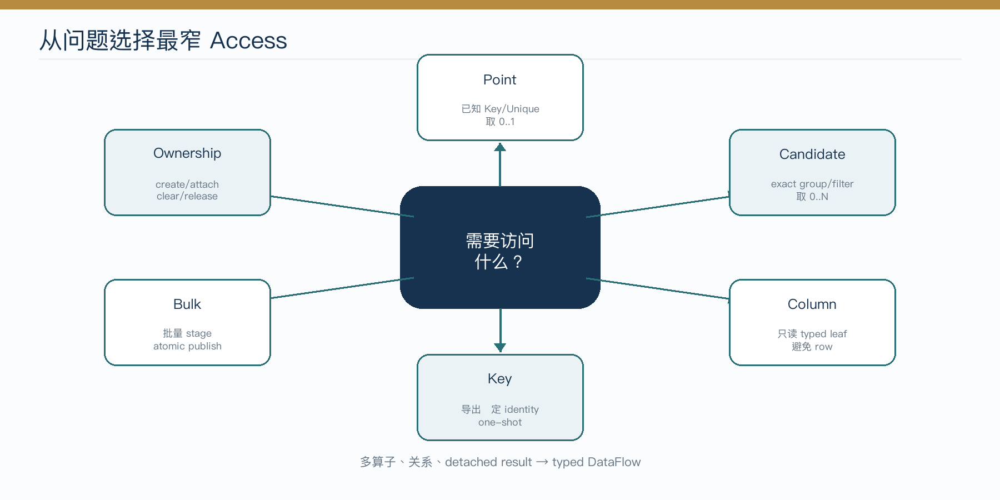 从问题选择最窄 Access
Point
已知 Key/Unique
取 0..1
Ownership
create/attach
clear/release
Candidate
exact group/filter
取 0..N
需要访问
什么？
Bulk
批量 stage
atomic publish
Column
只读 typed leaf
避免 row
Key
导出 定 identity
one-shot
多算子、关系、detached result → typed DataFlow